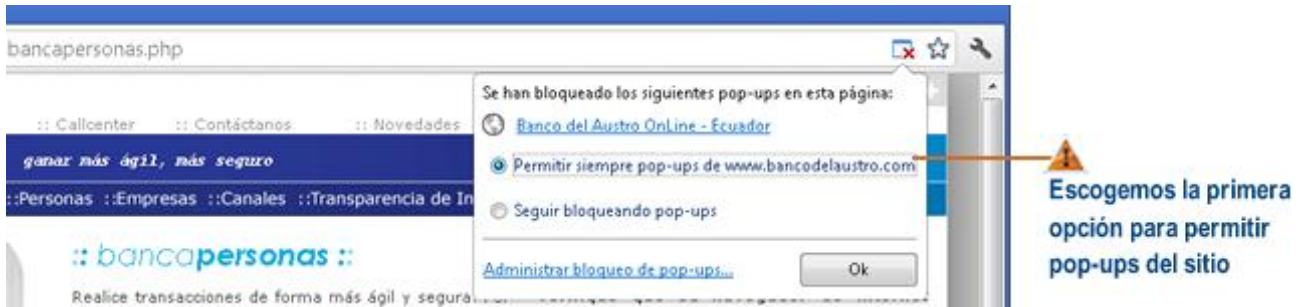 bancapersonas.php
Se han bloqueado los siguientes pop-ups en esta página:
:: Callcenter :: Contáctanos :: Novedades
Banco del Austro OnLine - Ecuador
ganar más ágil, más seguro
Permitir siempre pop-ups de www.bancodelaustro.com
Escogemos la primera
opción para permitir
pop-ups del sitio
::Personas ::Empresas ::Canales ::Transparencia de In
Seguir bloqueando pop-ups
:: bancapersonas ::
Administrar bloqueo de pop-ups...
Ok
Realice transacciones de forma más ágil y segura